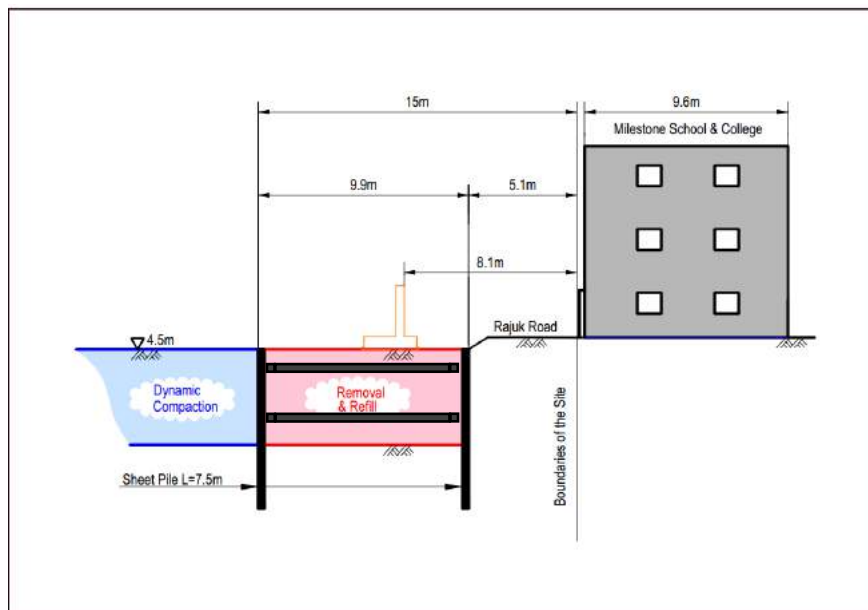 15m
9.6m
Milestone School & College
9.9m
5.1m
8.1m
Rajuk Road
4.5m
Dynamic
Compaction
Removal
& Refill
Sheet Pile L=7.5m
Boundaries of the Site